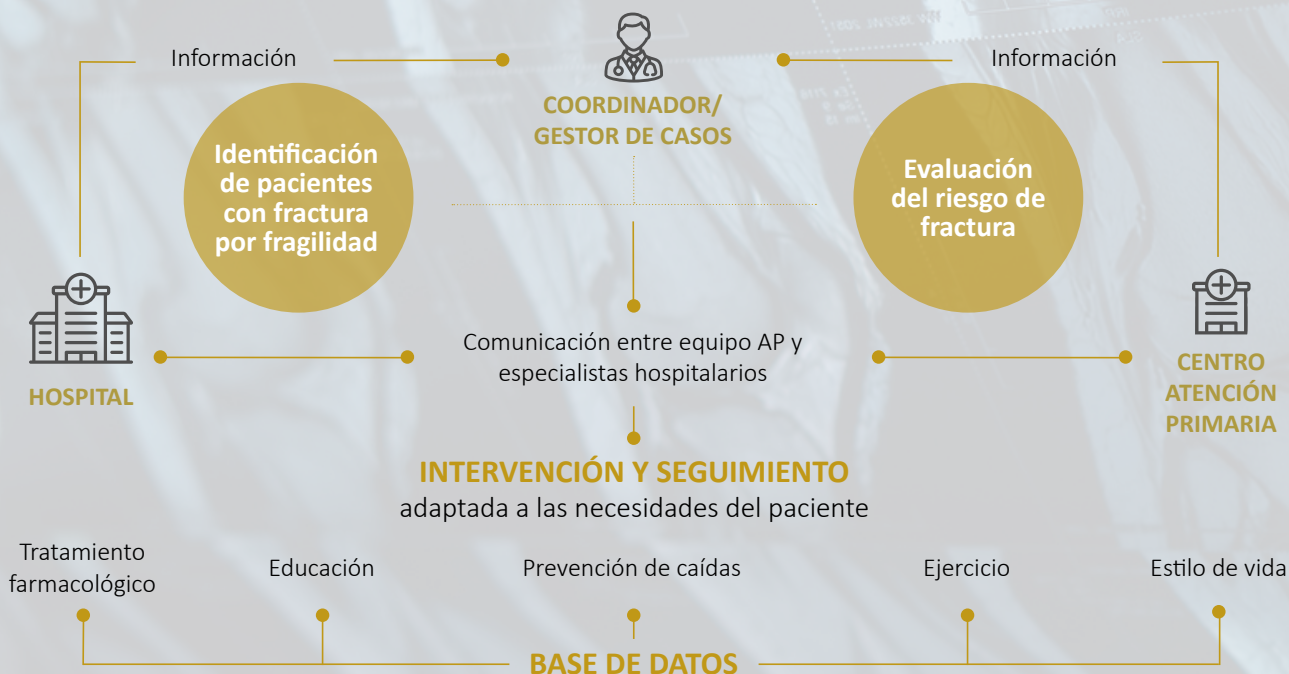 Información
Información
COORDINADOR/
GESTOR DE CASOS
Identificación
de pacientes
con fractura
por fragilidad
Evaluación
del riesgo de
fractura
HOSPITAL
Comunicación entre equipo AP y
especialistas hospitalarios
CENTRO
ATENCIÓN
PRIMARIA
INTERVENCIÓN Y SEGUIMIENTO
adaptada a las necesidades del paciente
Tratamiento
farmacológico
Educación
Prevención de caídas
Ejercicio
Estilo de vida
BASE DE DATOS